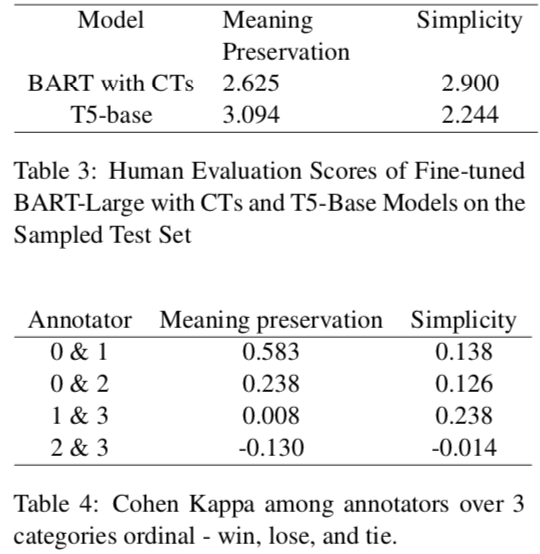 Model Meaning Simplicity
Preservation
BART with CTs 2.625 2.900
T5-base 3.094 2.244
Table 3: Human Evaluation Scores of Fine-tuned
BART-Large with CTs and T5-Base Models on the
Sampled Test Set
Annotator Meaning preservation Simplicity
0 & 1 0.583 0.138
0 & 2 0.238 0.126
1 & 3 0.008 0.238
2 & 3 -0.130 -0.014
Table 4: Cohen Kappa among annotators over 3
categories ordinal - win, lose, and tie.